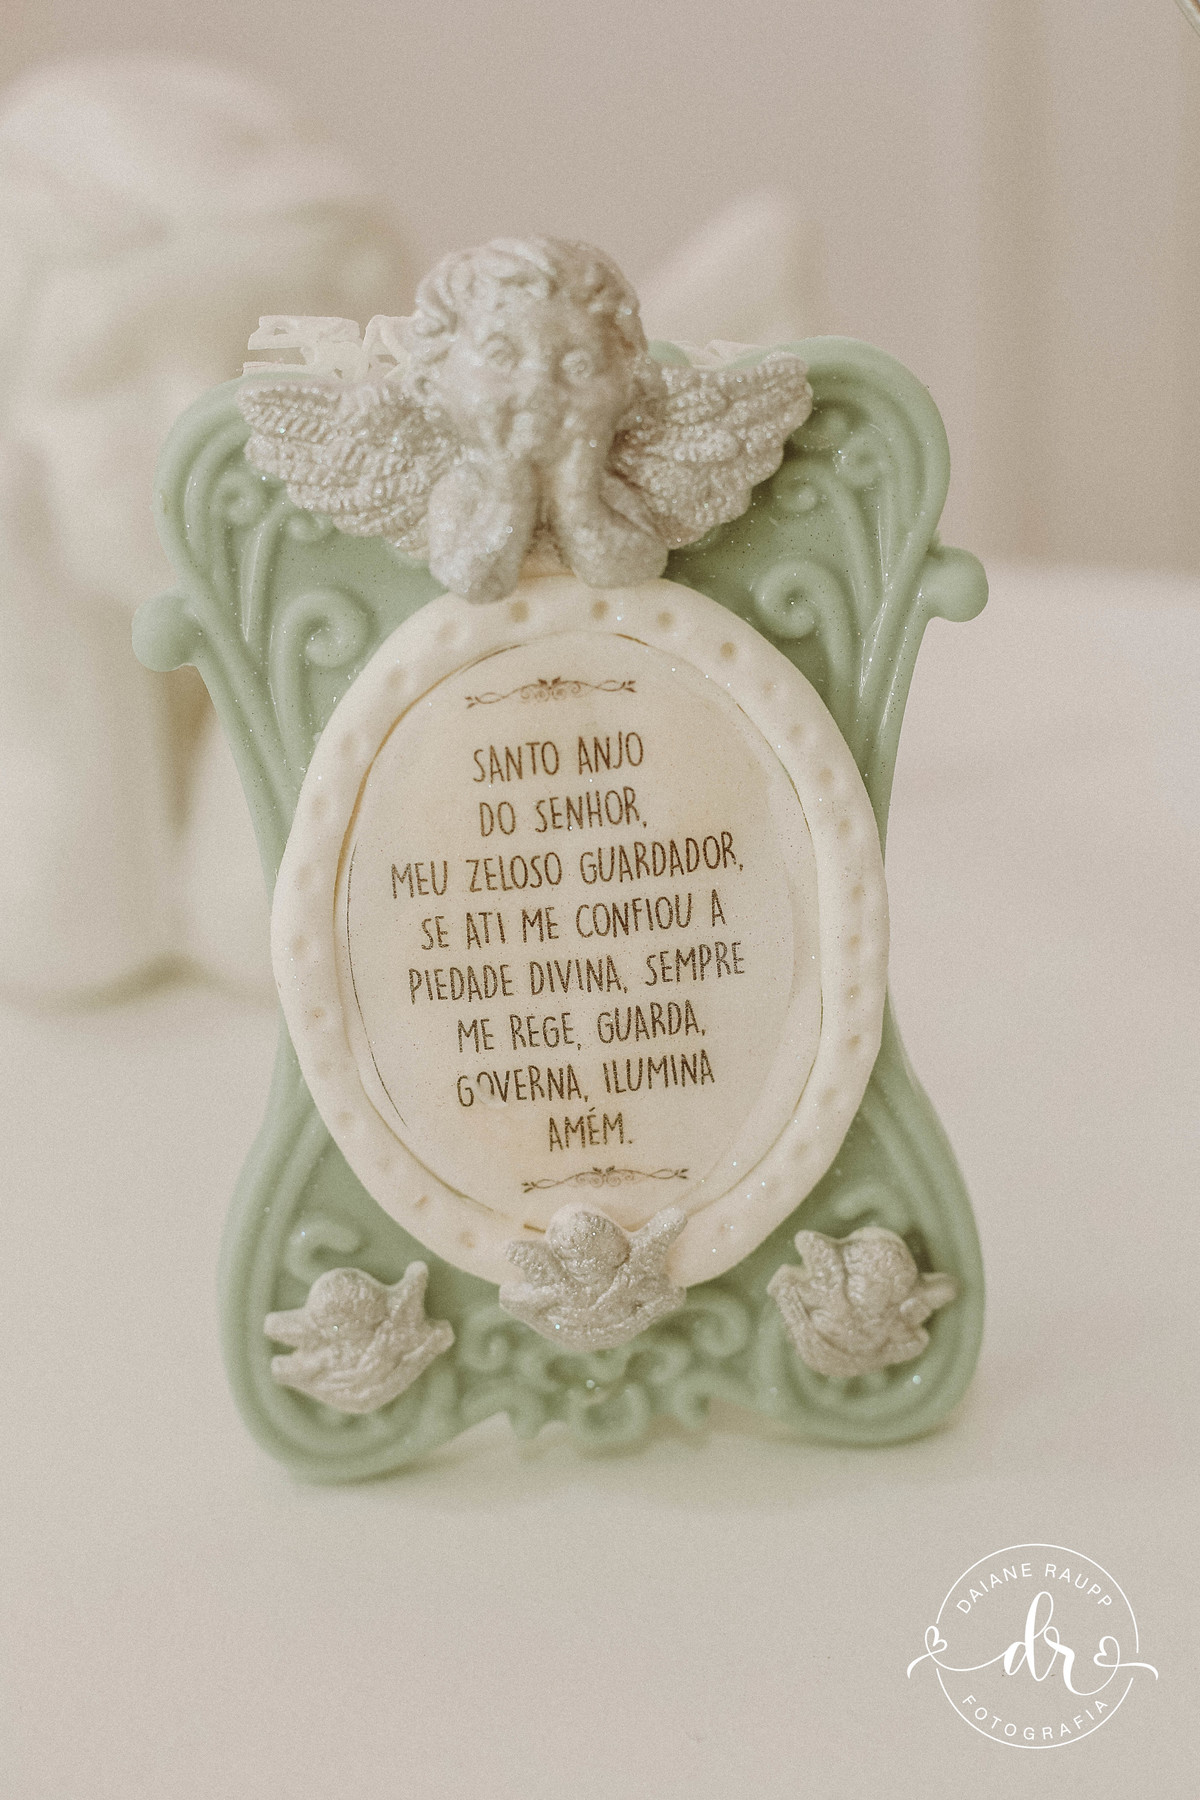 SANTO ANJO
DO SENHOR,
MEU ZELOSO GUARDADOR,
SE ATI ME CONFIOU A
PIEDADE DIVINA, SEMPRE
ME REGE, GUARDA,
GOVERNA, ILUMINA
AMÉM.
DAIANE RAUPP
dr
FOTOGRAFIA